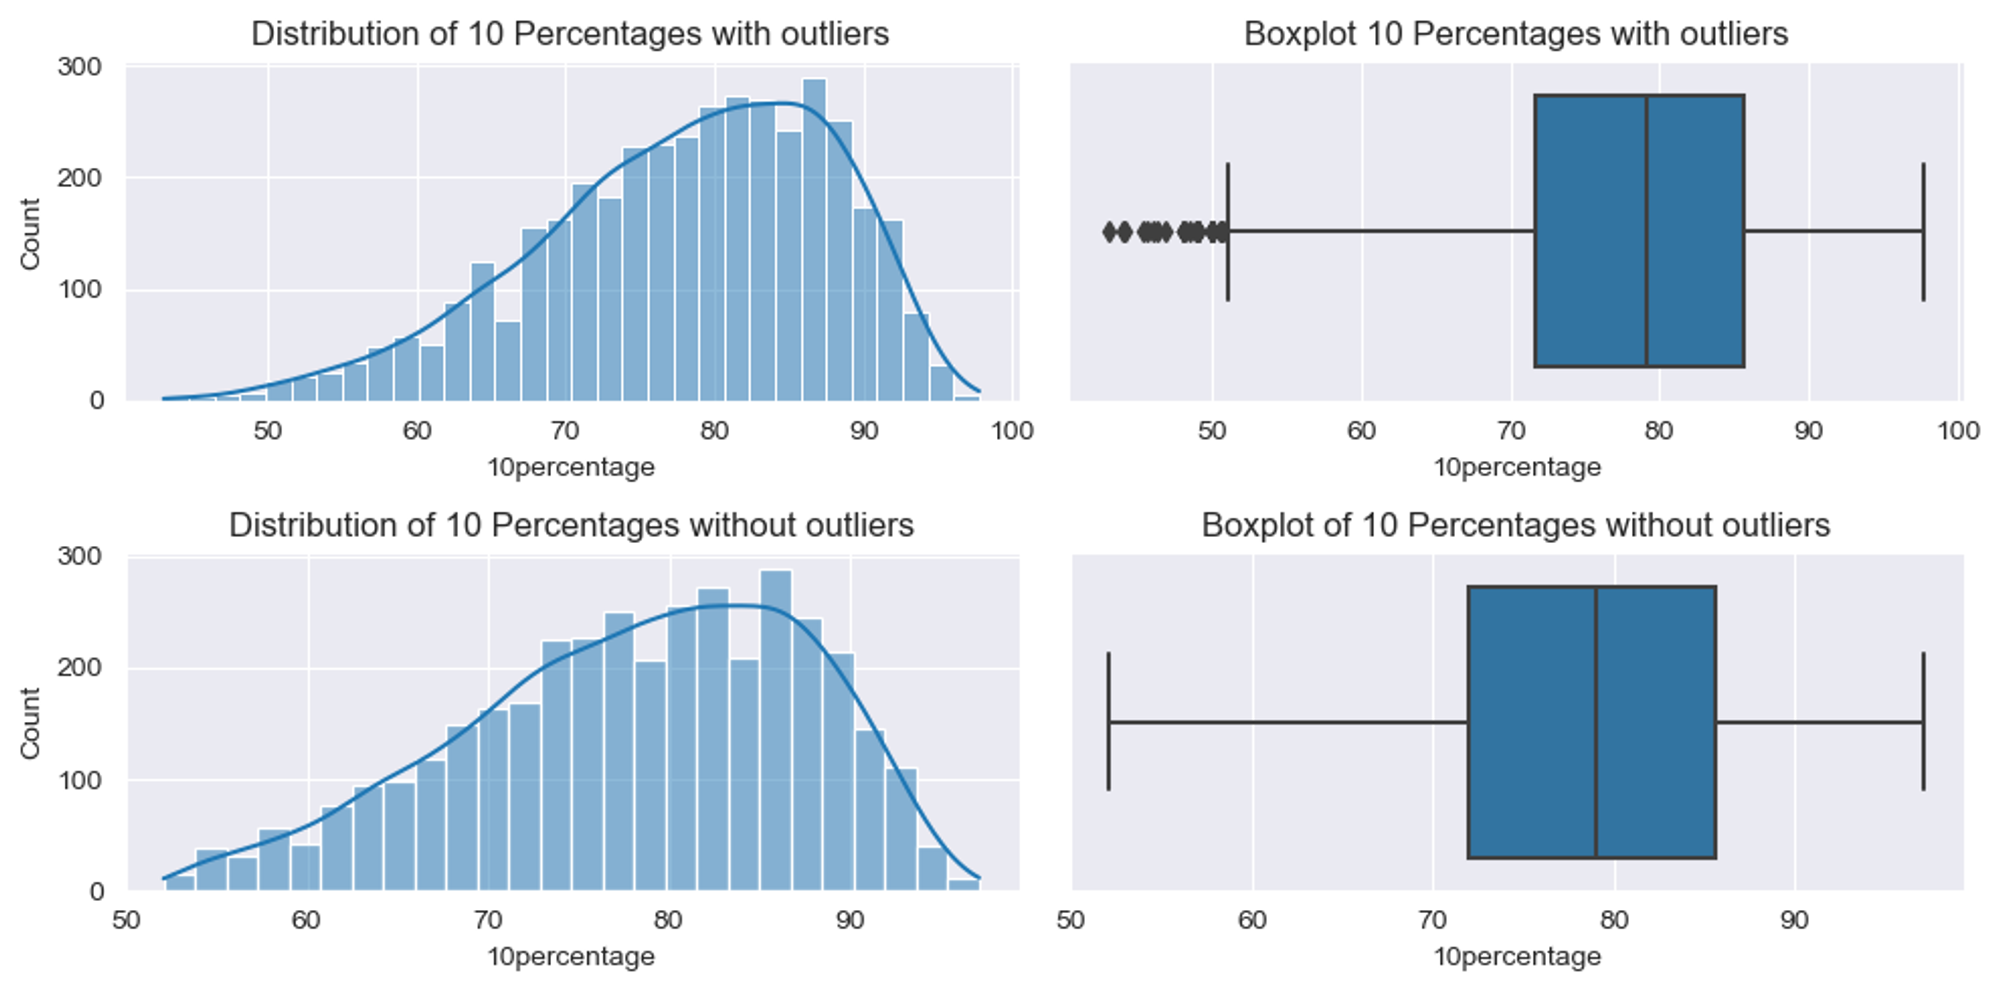 Distribution of 10 Percentages with outliers
300
200
100
0
Count
50 60 70 80 90 100
10percentage
Boxplot 10 Percentages with outliers
50 60 70 80 90 100
10percentage
Distribution of 10 Percentages without outliers
300
200
100
0
Count
50 60 70 80 90
10percentage
Boxplot of 10 Percentages without outliers
50 60 70 80 90
10percentage